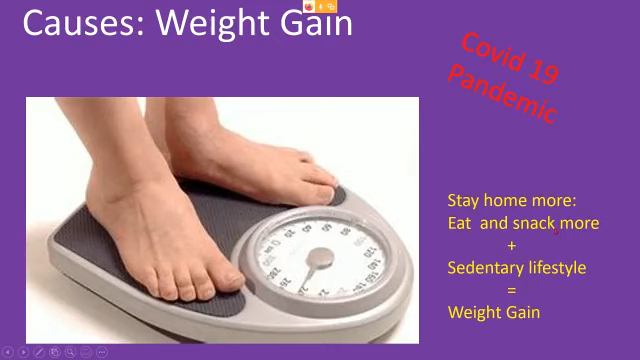 Causes: Weight Gain
Covid 19
Pandemic
Stay home more:
Eat and snack more
+
Sedentary lifestyle
=
Weight Gain